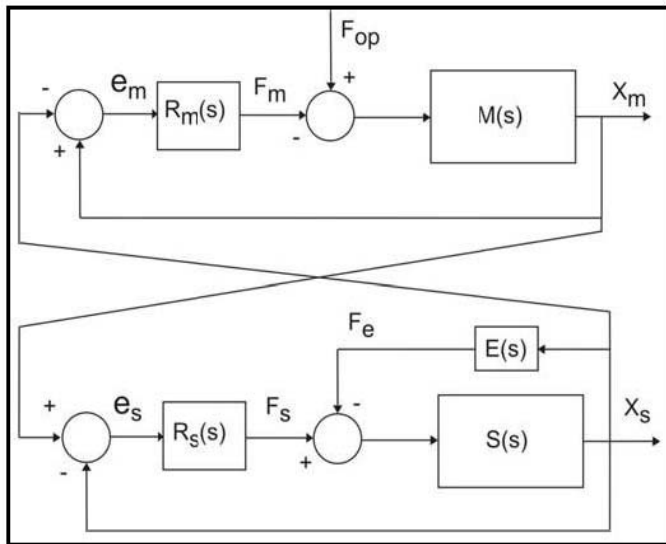 F_op
- e_m R_m(s) F_m + - M(s) X_m
+
F_e E(s)
+ e_s R_s(s) F_s - + S(s) X_s
-